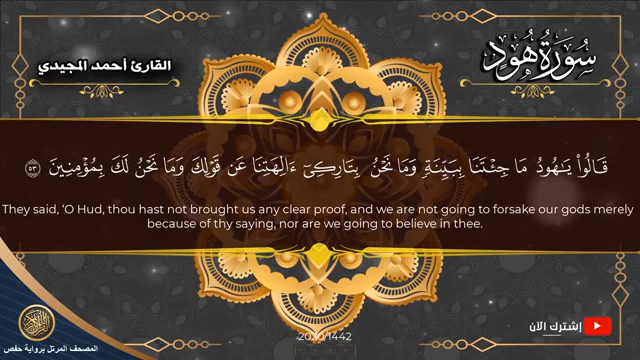 القارئ أحمد المجيدي
سورة هود
قَالُوا۟ يَـٰهُودُ مَا جِئْتَنَا بِبَيِّنَةٍ وَمَا نَحْنُ بِتَارِكِىٓ ءَالِهَتِنَا عَن قَوْلِكَ وَمَا نَحْنُ لَكَ بِمُؤْمِنِينَ ٥٣
They said, ‘O Hud, thou hast not brought us any clear proof, and we are not going to forsake our gods merely
because of thy saying, nor are we going to believe in thee.
إشترك الآن
2020/1442
المصحف المرتل برواية حفص